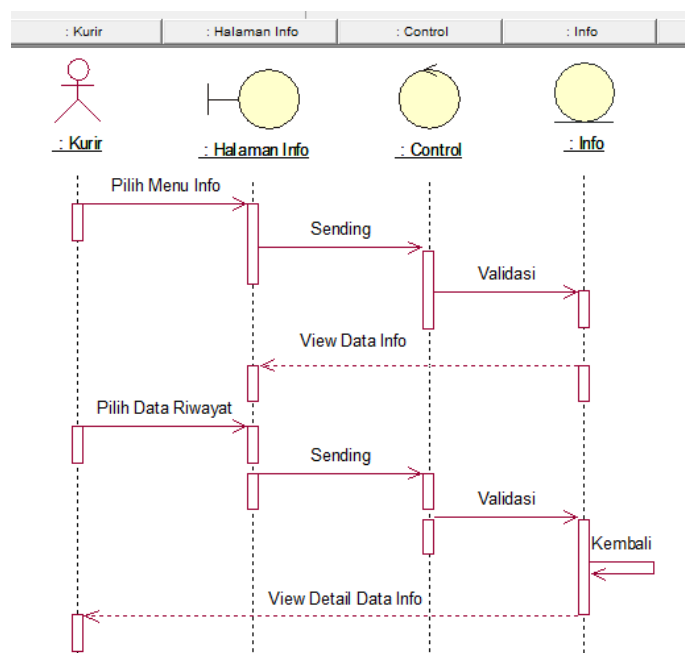 : Kurir
: Halaman Info
: Control
: Info
: Kurir
: Halaman Info
: Control
: Info
Pilih Menu Info
Sending
Validasi
View Data Info
Pilih Data Riwayat
Sending
Validasi
Kembali
View Detail Data Info